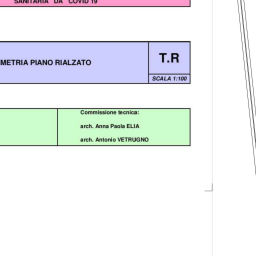 SANITARIA DA COVID 19
METRIA PIANO RIALZATO
T.R
SCALA 1:100
Commissione tecnica:
arch. Anna Paola ELIA
arch. Antonio VETRUGNO